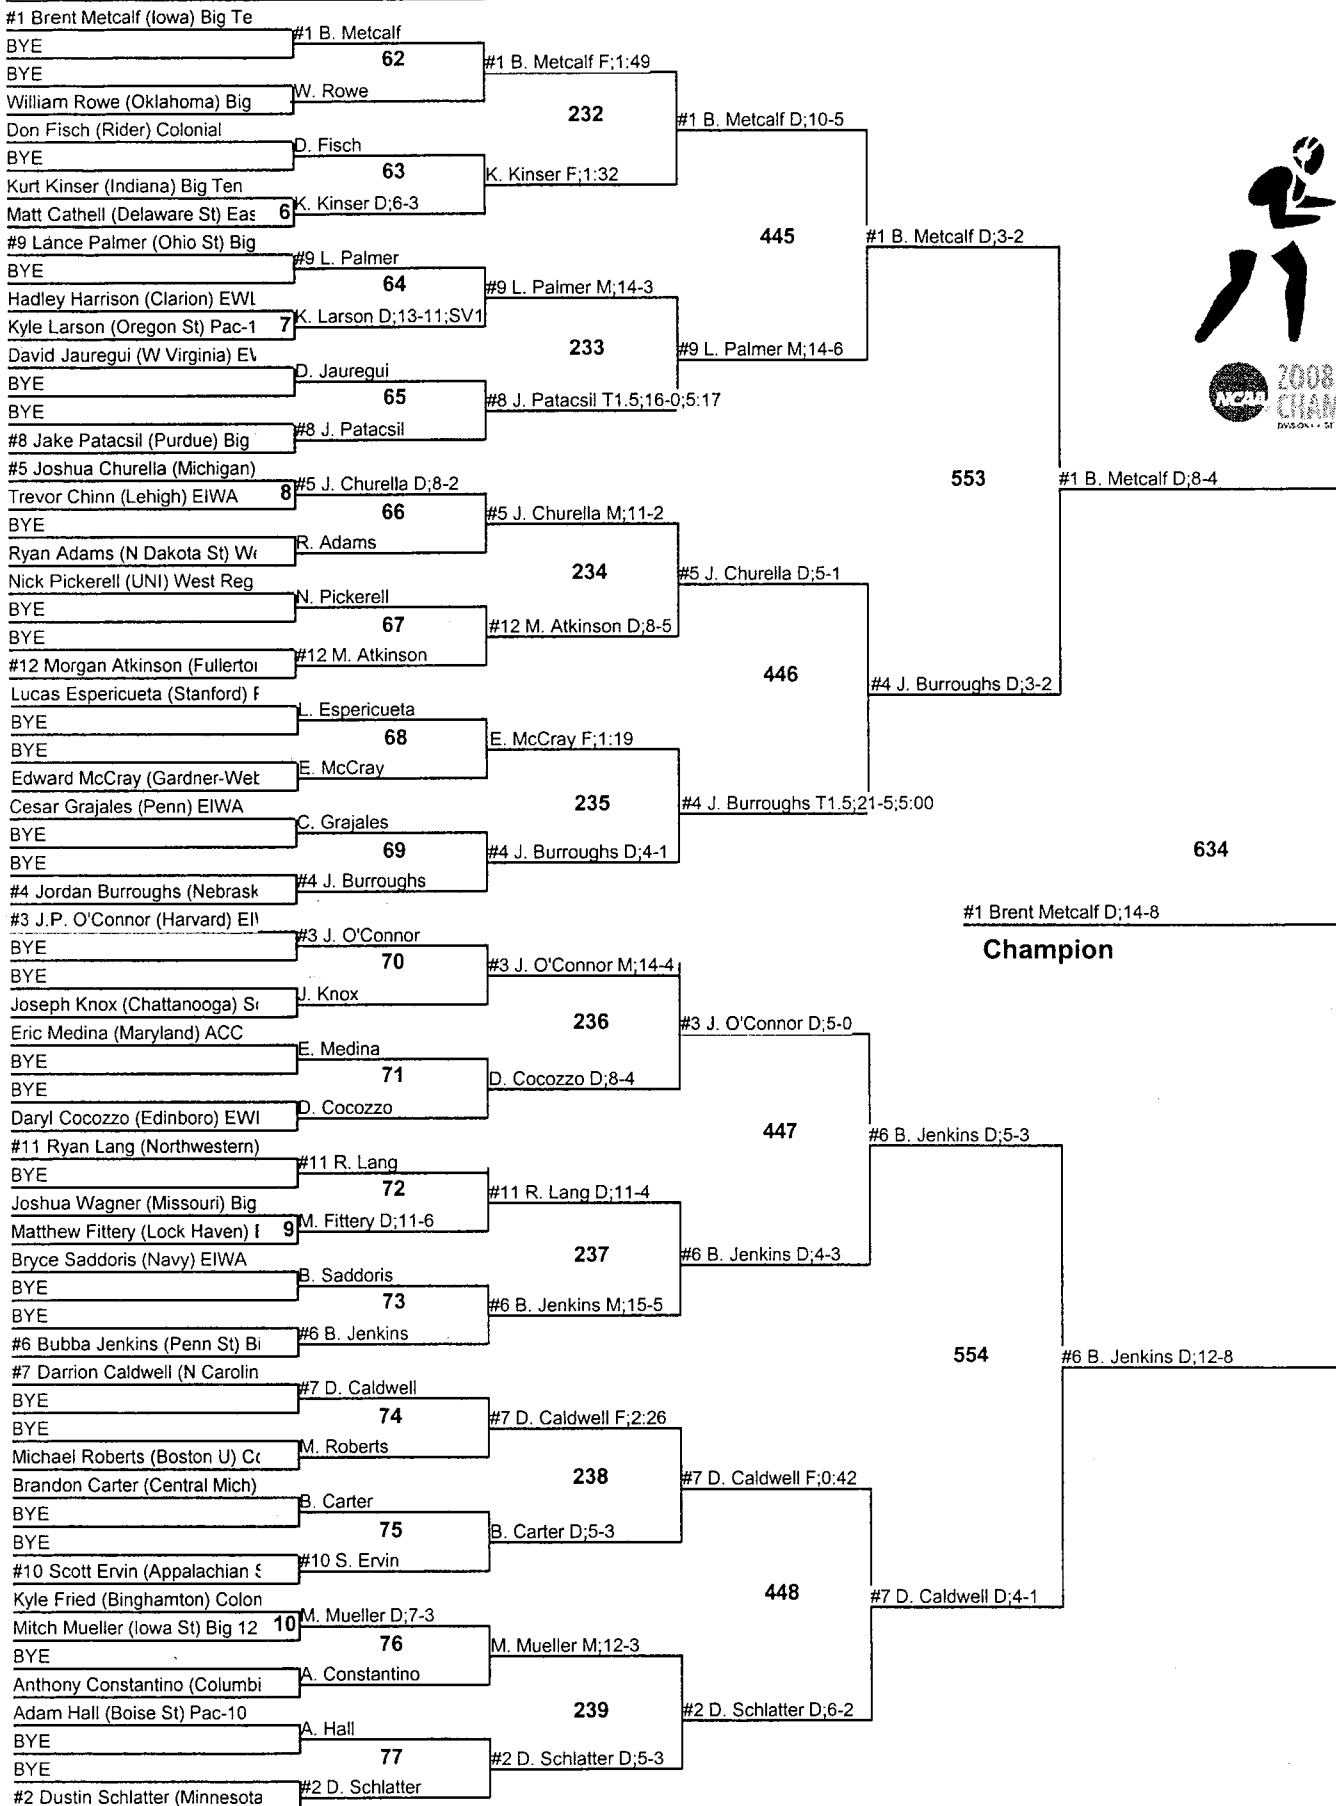 #1 Brent Metcalf (Iowa) Big Te
BYE
BYE
William Rowe (Oklahoma) Big
Don Fisch (Rider) Colonial
BYE
Kurt Kinser (Indiana) Big Ten
Matt Cathell (Delaware St) Eas 6
#9 Lance Palmer (Ohio St) Big
BYE
Hadley Harrison (Clarion) EWL
Kyle Larson (Oregon St) Pac-1 7
David Jauregui (W Virginia) EV
BYE
BYE
#8 Jake Patacsil (Purdue) Big
#5 Joshua Churella (Michigan)
Trevor Chinn (Lehigh) EIWA 8
BYE
Ryan Adams (N Dakota St) We
Nick Pickerell (UNI) West Reg
BYE
BYE
#12 Morgan Atkinson (Fullerton
Lucas Espericueta (Stanford) P
BYE
BYE
Edward McCray (Gardner-Web
Cesar Grajales (Penn) EIWA
BYE
BYE
#4 Jordan Burroughs (Nebrask
#3 J.P. O'Connor (Harvard) EIW
BYE
BYE
Joseph Knox (Chattanooga) So
Eric Medina (Maryland) ACC
BYE
BYE
Daryl Cocozzo (Edinboro) EWL
#11 Ryan Lang (Northwestern)
BYE
Joshua Wagner (Missouri) Big
Matthew Fittery (Lock Haven) E 9
Bryce Saddoris (Navy) EIWA
BYE
BYE
#6 Bubba Jenkins (Penn St) Bi
#7 Darrion Caldwell (N Carolin
BYE
BYE
Michael Roberts (Boston U) Co
Brandon Carter (Central Mich)
BYE
BYE
#10 Scott Ervin (Appalachian S
Kyle Fried (Binghamton) Colon
Mitch Mueller (Iowa St) Big 12 10
BYE
Anthony Constantino (Columbi
Adam Hall (Boise St) Pac-10
BYE
BYE
#2 Dustin Schlatter (Minnesota
#1 B. Metcalf
62
W. Rowe
D. Fisch
63
K. Kinser D;6-3
#9 L. Palmer
64
K. Larson D;13-11;SV1
D. Jauregui
65
#8 J. Patacsil
#5 J. Churella D;8-2
66
R. Adams
N. Pickerell
67
#12 M. Atkinson
L. Espericueta
68
E. McCray
C. Grajales
69
#4 J. Burroughs
#3 J. O'Connor
70
J. Knox
E. Medina
71
D. Cocozzo
#11 R. Lang
72
M. Fittery D;11-6
B. Saddoris
73
#6 B. Jenkins
#7 D. Caldwell
74
M. Roberts
B. Carter
75
#10 S. Ervin
M. Mueller D;7-3
76
A. Constantino
A. Hall
77
#2 D. Schlatter
#1 B. Metcalf F;1:49
232
K. Kinser F;1:32
#9 L. Palmer M;14-3
233
#8 J. Patacsil T1.5;16-0;5:17
#5 J. Churella M;11-2
234
#12 M. Atkinson D;8-5
E. McCray F;1:19
235
#4 J. Burroughs D;4-1
#3 J. O'Connor M;14-4
236
D. Cocozzo D;8-4
#11 R. Lang D;11-4
237
#6 B. Jenkins M;15-5
#7 D. Caldwell F;2:26
238
B. Carter D;5-3
M. Mueller M;12-3
239
#2 D. Schlatter D;5-3
#1 B. Metcalf D;10-5
445
#9 L. Palmer M;14-6
#5 J. Churella D;5-1
446
#4 J. Burroughs T1.5;21-5;5:00
#3 J. O'Connor D;5-0
447
#6 B. Jenkins D;4-3
#7 D. Caldwell F;0:42
448
#2 D. Schlatter D;6-2
#1 B. Metcalf D;3-2
553
#4 J. Burroughs D;3-2
#6 B. Jenkins D;5-3
554
#7 D. Caldwell D;4-1
#1 B. Metcalf D;8-4
634
#6 B. Jenkins D;12-8
#1 Brent Metcalf D;14-8
Champion
NCAA
2008
CHAM